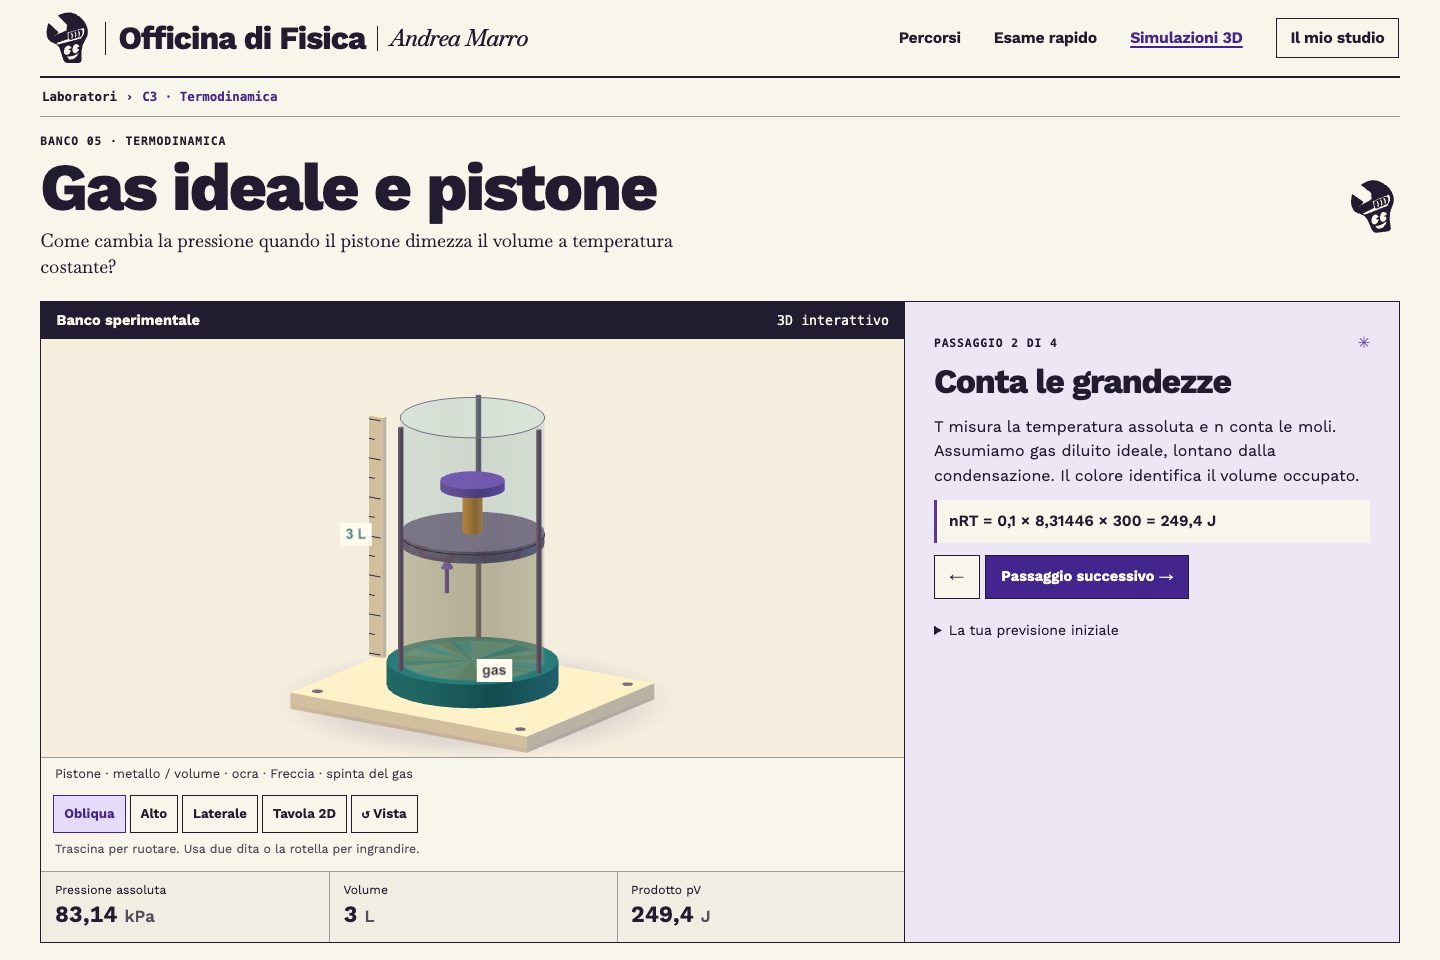 Officina di Fisica
Andrea Marro
Percorsi
Esame rapido
Simulazioni 3D
Il mio studio
Laboratori › C3 · Termodinamica
BANCO 05 · TERMODINAMICA
Gas ideale e pistone
Come cambia la pressione quando il pistone dimezza il volume a temperatura
costante?
Banco sperimentale
3D interattivo
3 L
gas
Pistone · metallo / volume · ocra · Freccia · spinta del gas
Obliqua
Alto
Laterale
Tavola 2D
↺ Vista
Trascina per ruotare. Usa due dita o la rotella per ingrandire.
Pressione assoluta
83,14 kPa
Volume
3 L
Prodotto pV
249,4 J
PASSAGGIO 2 DI 4
Conta le grandezze
T misura la temperatura assoluta e n conta le moli.
Assumiamo gas diluito ideale, lontano dalla
condensazione. Il colore identifica il volume occupato.
nRT = 0,1 × 8,31446 × 300 = 249,4 J
←
Passaggio successivo →
▶ La tua previsione iniziale